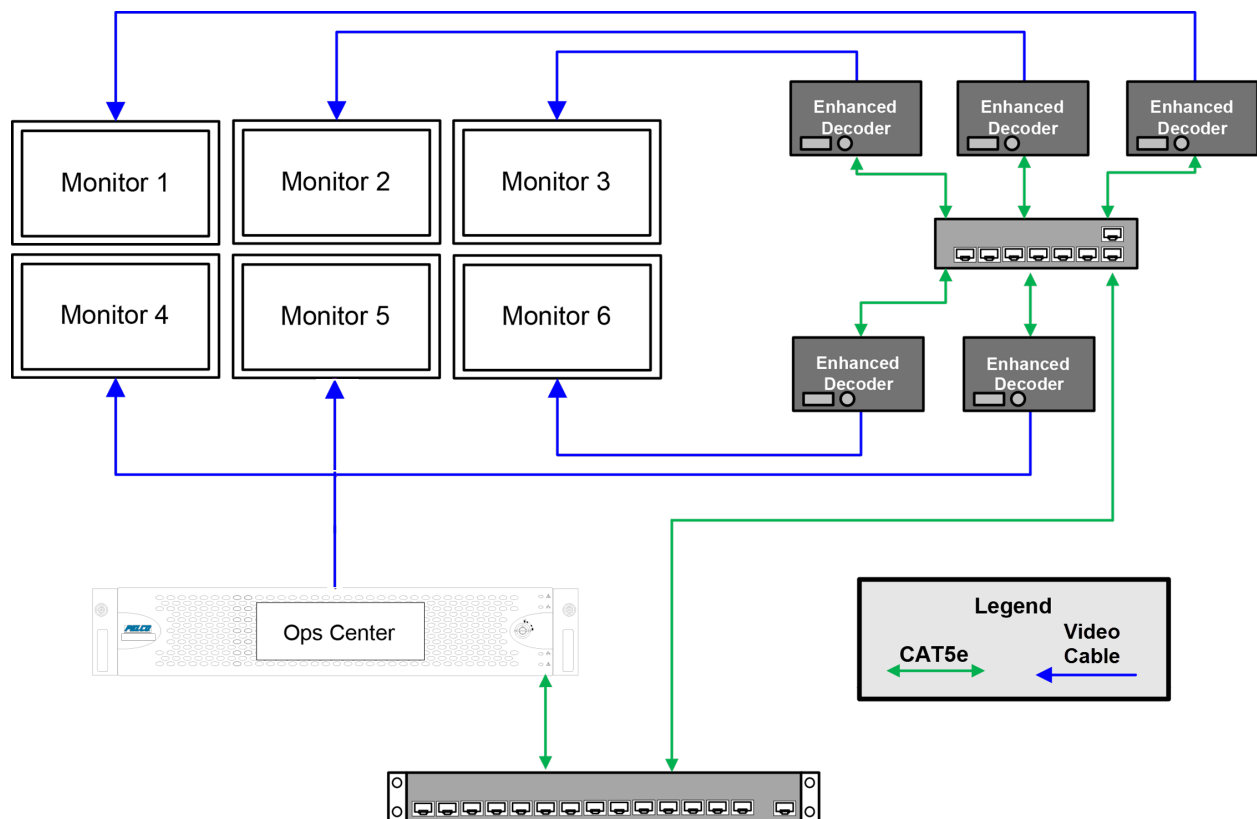 Enhanced
Decoder
Enhanced
Decoder
Enhanced
Decoder
Monitor 1
Monitor 2
Monitor 3
Monitor 4
Monitor 5
Monitor 6
Enhanced
Decoder
Enhanced
Decoder
PELCO
Ops Center
Legend
CAT5e
Video
Cable